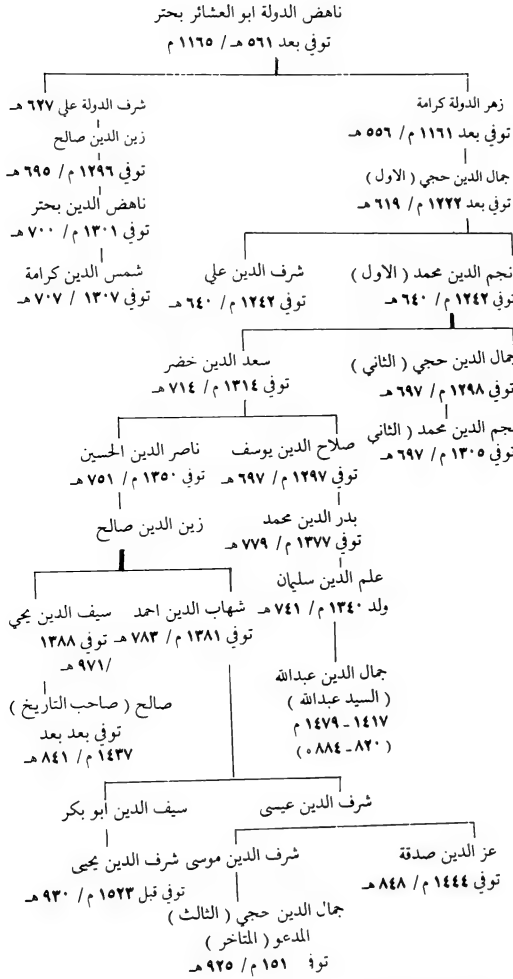 ناهض الدولة ابو العشائر بحتر
توفي بعد ٥٦١ هـ / ١١٦٥ م
زهر الدولة كرامة
توفي بعد ١١٦١ م / ٥٥٦ هـ
جمال الدين حجي ( الاول )
توفي بعد ١٢٢٢ م / ٦١٩ هـ
شرف الدولة علي ٦٢٧ هـ
زين الدين صالح
توفي ١٢٩٦ م / ٦٩٥ هـ
ناهض الدين بحتر
توفي ١٣٠١ م / ٧٠٠ هـ
شمس الدين كرامة
توفي ١٣٠٧ / ٧٠٧ هـ
نجم الدين محمد ( الاول )
توفي ١٢٤٢ م / ٦٤٠ هـ
شرف الدين علي
توفي ١٢٤٢ م / ٦٤٠ هـ
جمال الدين حجي ( الثاني )
توفي ١٢٩٨ م / ٦٩٧ هـ
نجم الدين محمد ( الثاني
توفي ١٣٠٥ م / ٦٩٧ هـ
سعد الدين خضر
توفي ١٣١٤ م / ٧١٤ هـ
صلاح الدين يوسف
توفي ١٢٩٧ م / ٦٩٧ هـ
بدر الدين محمد
توفي ١٣٧٧ م / ٧٧٩ هـ
علم الدين سليمان
ولد ١٣٤٠ م / ٧٤١ هـ
جمال الدين عبدالله
( السيد عبدالله )
١٤١٧ - ١٤٧٩ م
( ٨٢٠ - ٨٨٤ ه )
ناصر الدين الحسين
توفي ١٣٥٠ م / ٧٥١ هـ
زين الدين صالح
شهاب الدين احمد
توفي ١٣٨١ م / ٧٨٣ هـ
سيف الدين يحي
توفي ١٣٨٨
/ ٩٧١ هـ
صالح ( صاحب التاريخ )
توفي بعد بعد
١٤٣٧ م / ٨٤١ هـ
شرف الدين عيسى
سيف الدين ابو بكر
عز الدين صدقة
توفي ١٤٤٤ م / ٨٤٨ هـ
شرف الدين موسى
جمال الدين حجي ( الثالث )
المدعو ( المتاخر )
توفي ١٥١ م / ٩٢٥ هـ
شرف الدين يحيى
توفي قبل ١٥٢٣ م / ٩٣٠ هـ